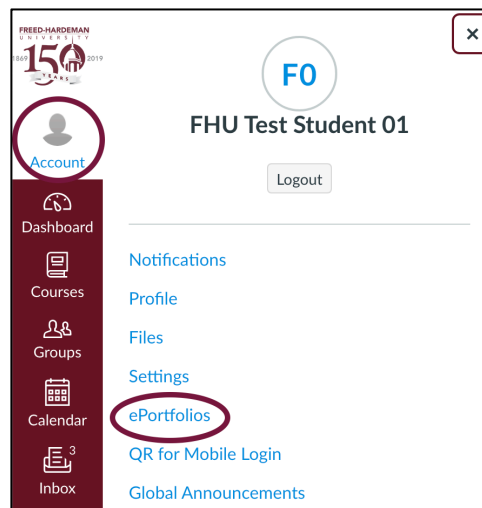 FREED-HARDEMAN
UNIVERSITY
1869 150 2019
YEARS
×
F0
FHU Test Student 01
Logout
Account
Dashboard
Courses
Groups
Calendar
3
Inbox
Notifications
Profile
Files
Settings
ePortfolios
QR for Mobile Login
Global Announcements